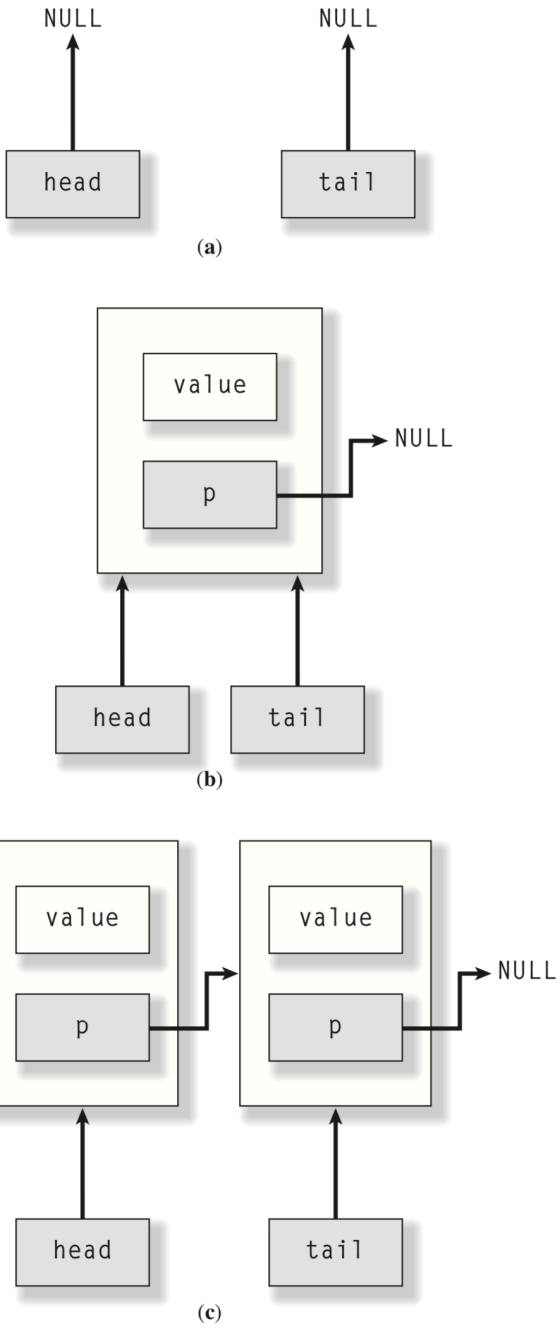 NULL NULL
head tail
(a)
value
NULL
p
head tail
(b)
value value
NULL
p p
head tail
(c)